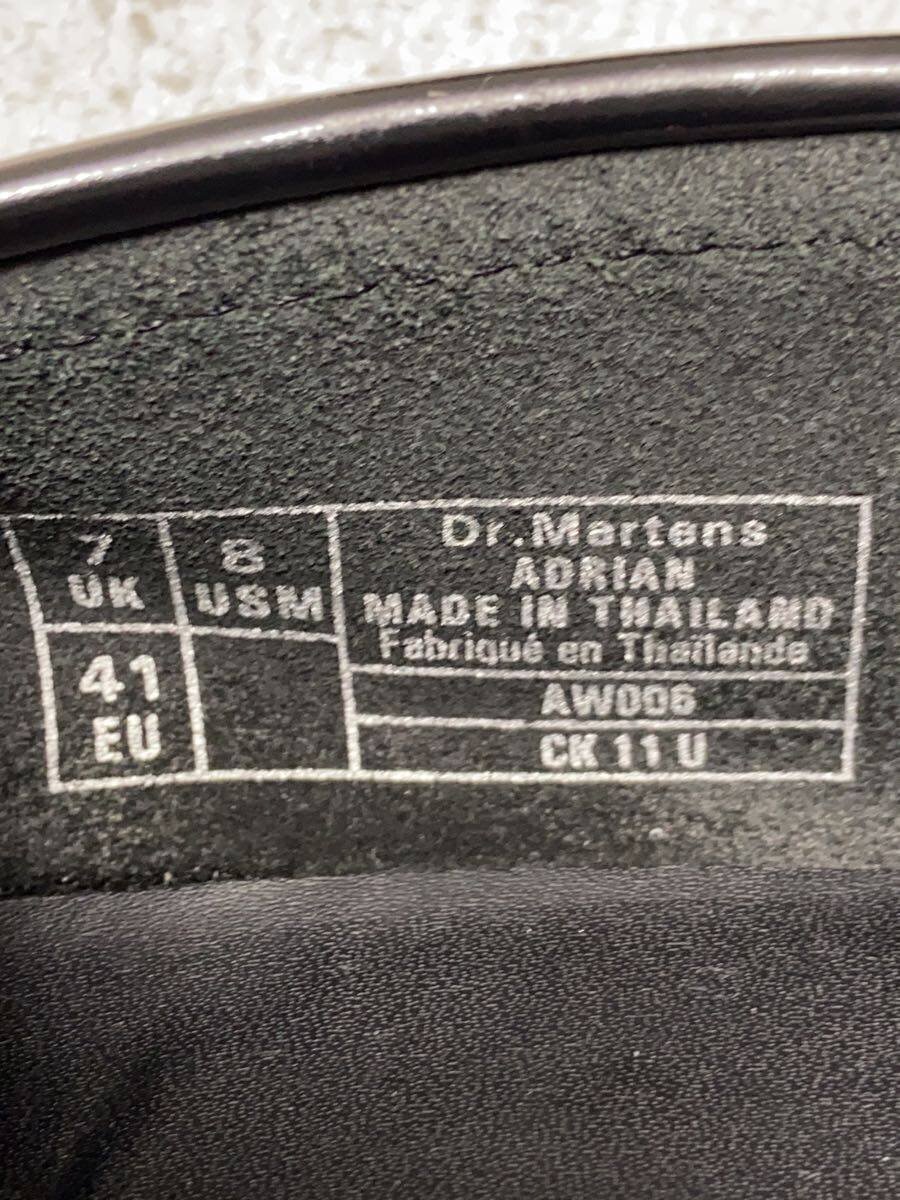 7
UK
8
USM
41
EU
Dr.Martens
ADRIAN
MADE IN THAILAND
Fabriqué en Thaïlande
AW006
CK 11 U